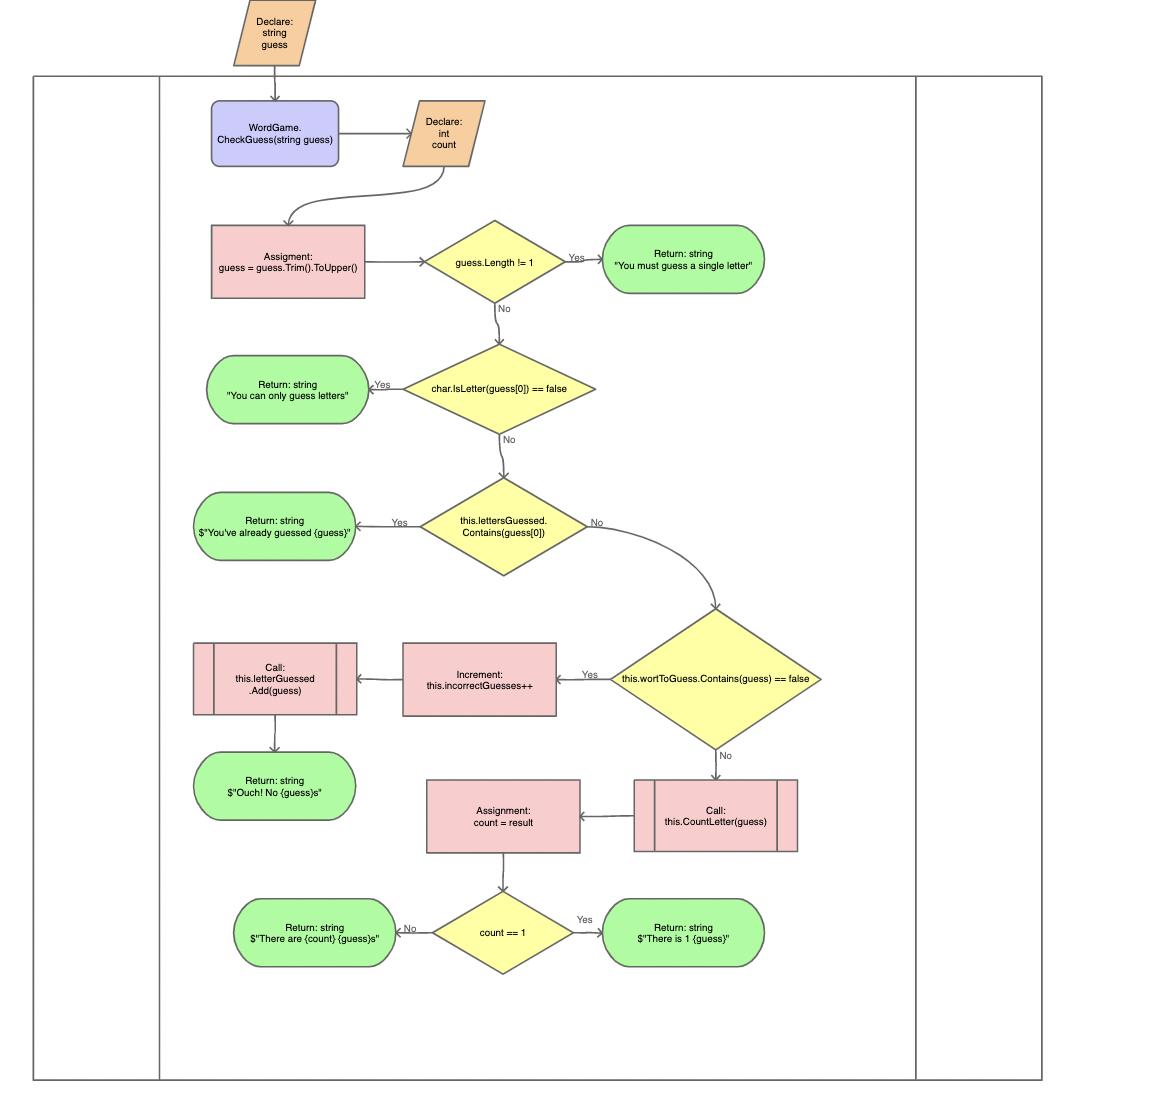 Declare:
string
guess
WordGame.
CheckGuess(string guess)
Declare:
int
count
Assigment:
guess = guess.Trim().ToUpper()
guess.Length != 1
Yes
Return: string
"You must guess a single letter"
No
Return: string
"You can only guess letters"
Yes
char.IsLetter(guess[0]) == false
No
Return: string
$"You've already guessed {guess}"
Yes
this.lettersGuessed.
Contains(guess[0])
No
Call:
this.letterGuessed
.Add(guess)
Increment:
this.incorrectGuesses++
Yes
this.wortToGuess.Contains(guess) == false
No
Return: string
$"Ouch! No {guess}s"
Assignment:
count = result
Call:
this.CountLetter(guess)
Return: string
$"There are {count} {guess}s"
No
count == 1
Yes
Return: string
$"There is 1 {guess}"